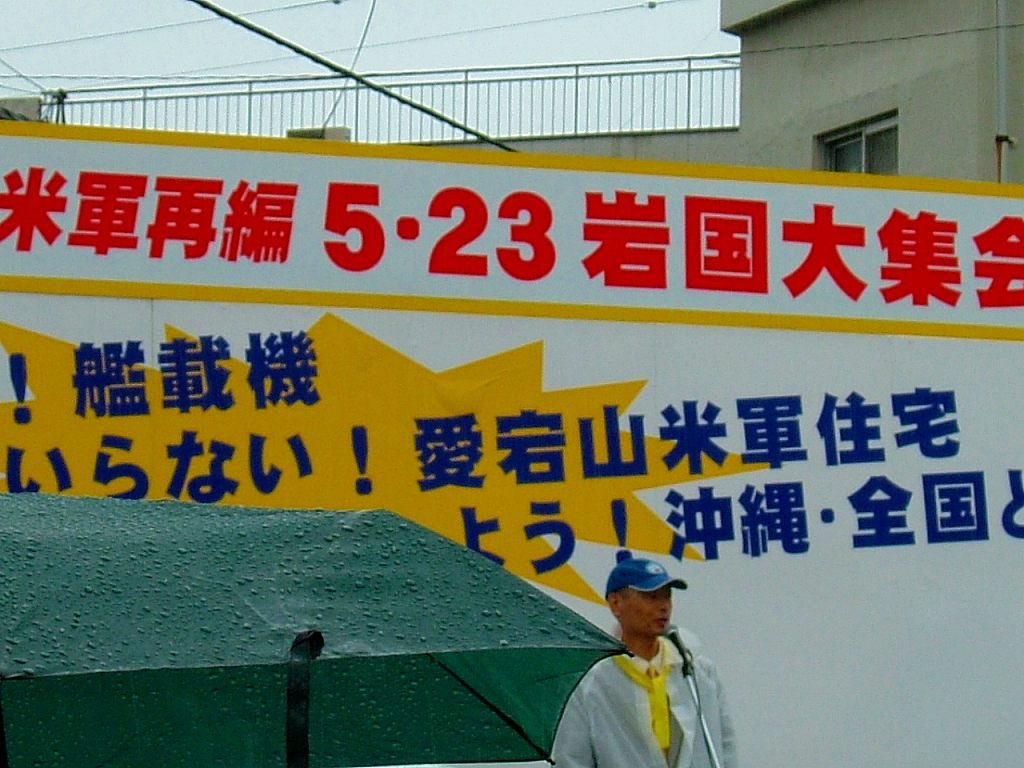 米軍再編 5・23 岩国大集会
！艦載機
いらない！愛宕山米軍住宅
よう！沖縄・全国と